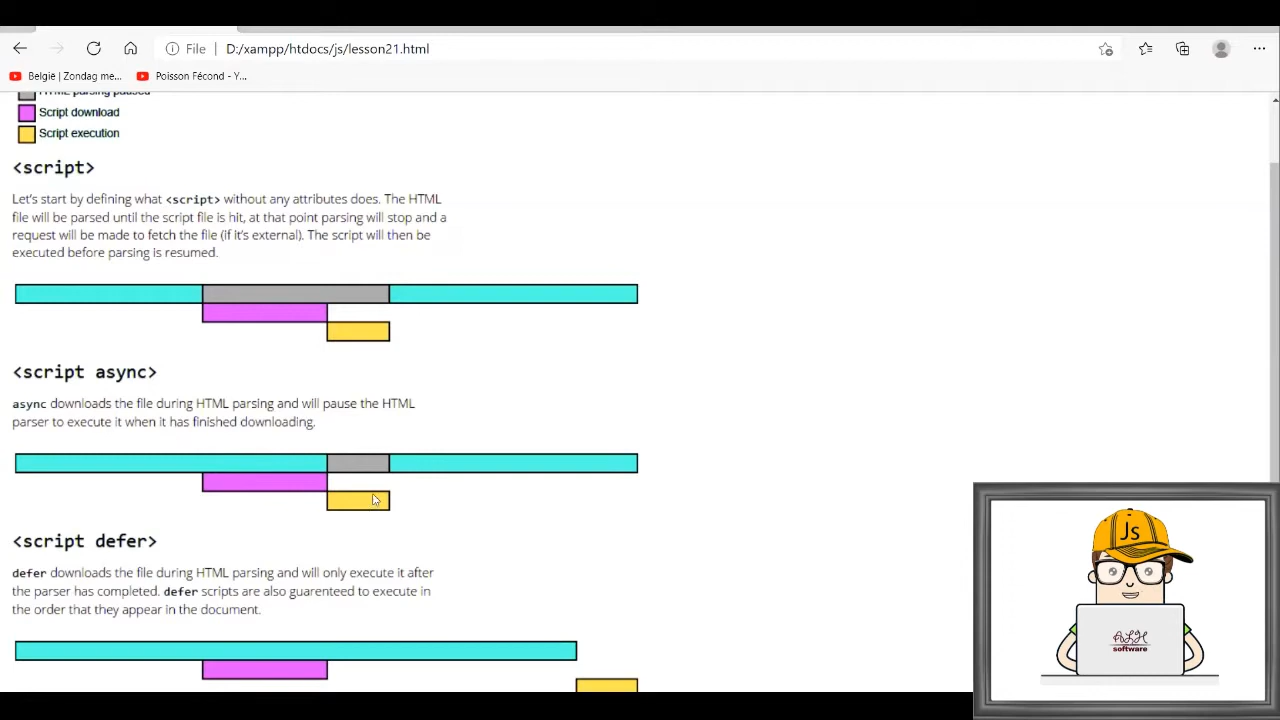 File D:/xampp/htdocs/js/lesson21.html
België | Zondag me... Poisson Fécond - Y...
HTML parsing paused
Script download
Script execution
<script>
Let's start by defining what <script> without any attributes does. The HTML
file will be parsed until the script file is hit, at that point parsing will stop and a
request will be made to fetch the file (if it's external). The script will then be
executed before parsing is resumed.
<script async>
async downloads the file during HTML parsing and will pause the HTML
parser to execute it when it has finished downloading.
<script defer>
defer downloads the file during HTML parsing and will only execute it after
the parser has completed. defer scripts are also guarenteed to execute in
the order that they appear in the document.
Js
ALH
software